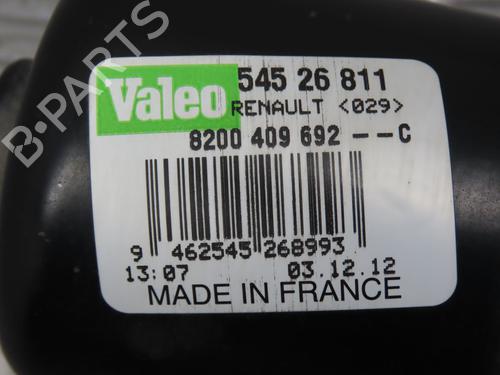 B-PARTS
Valeo 545 26 811
RENAULT <029>
8200 409 692 --C
9 462545 268993
13:07 03.12.12
MADE IN FRANCE